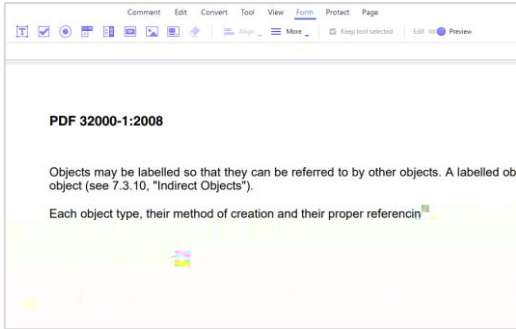 Comment Edit Convert Tool View Form Protect Page
Align More Keep tool selected Edit Preview
PDF 32000-1:2008
Objects may be labelled so that they can be referred to by other objects. A labelled ob
object (see 7.3.10, "Indirect Objects").
Each object type, their method of creation and their proper referencin